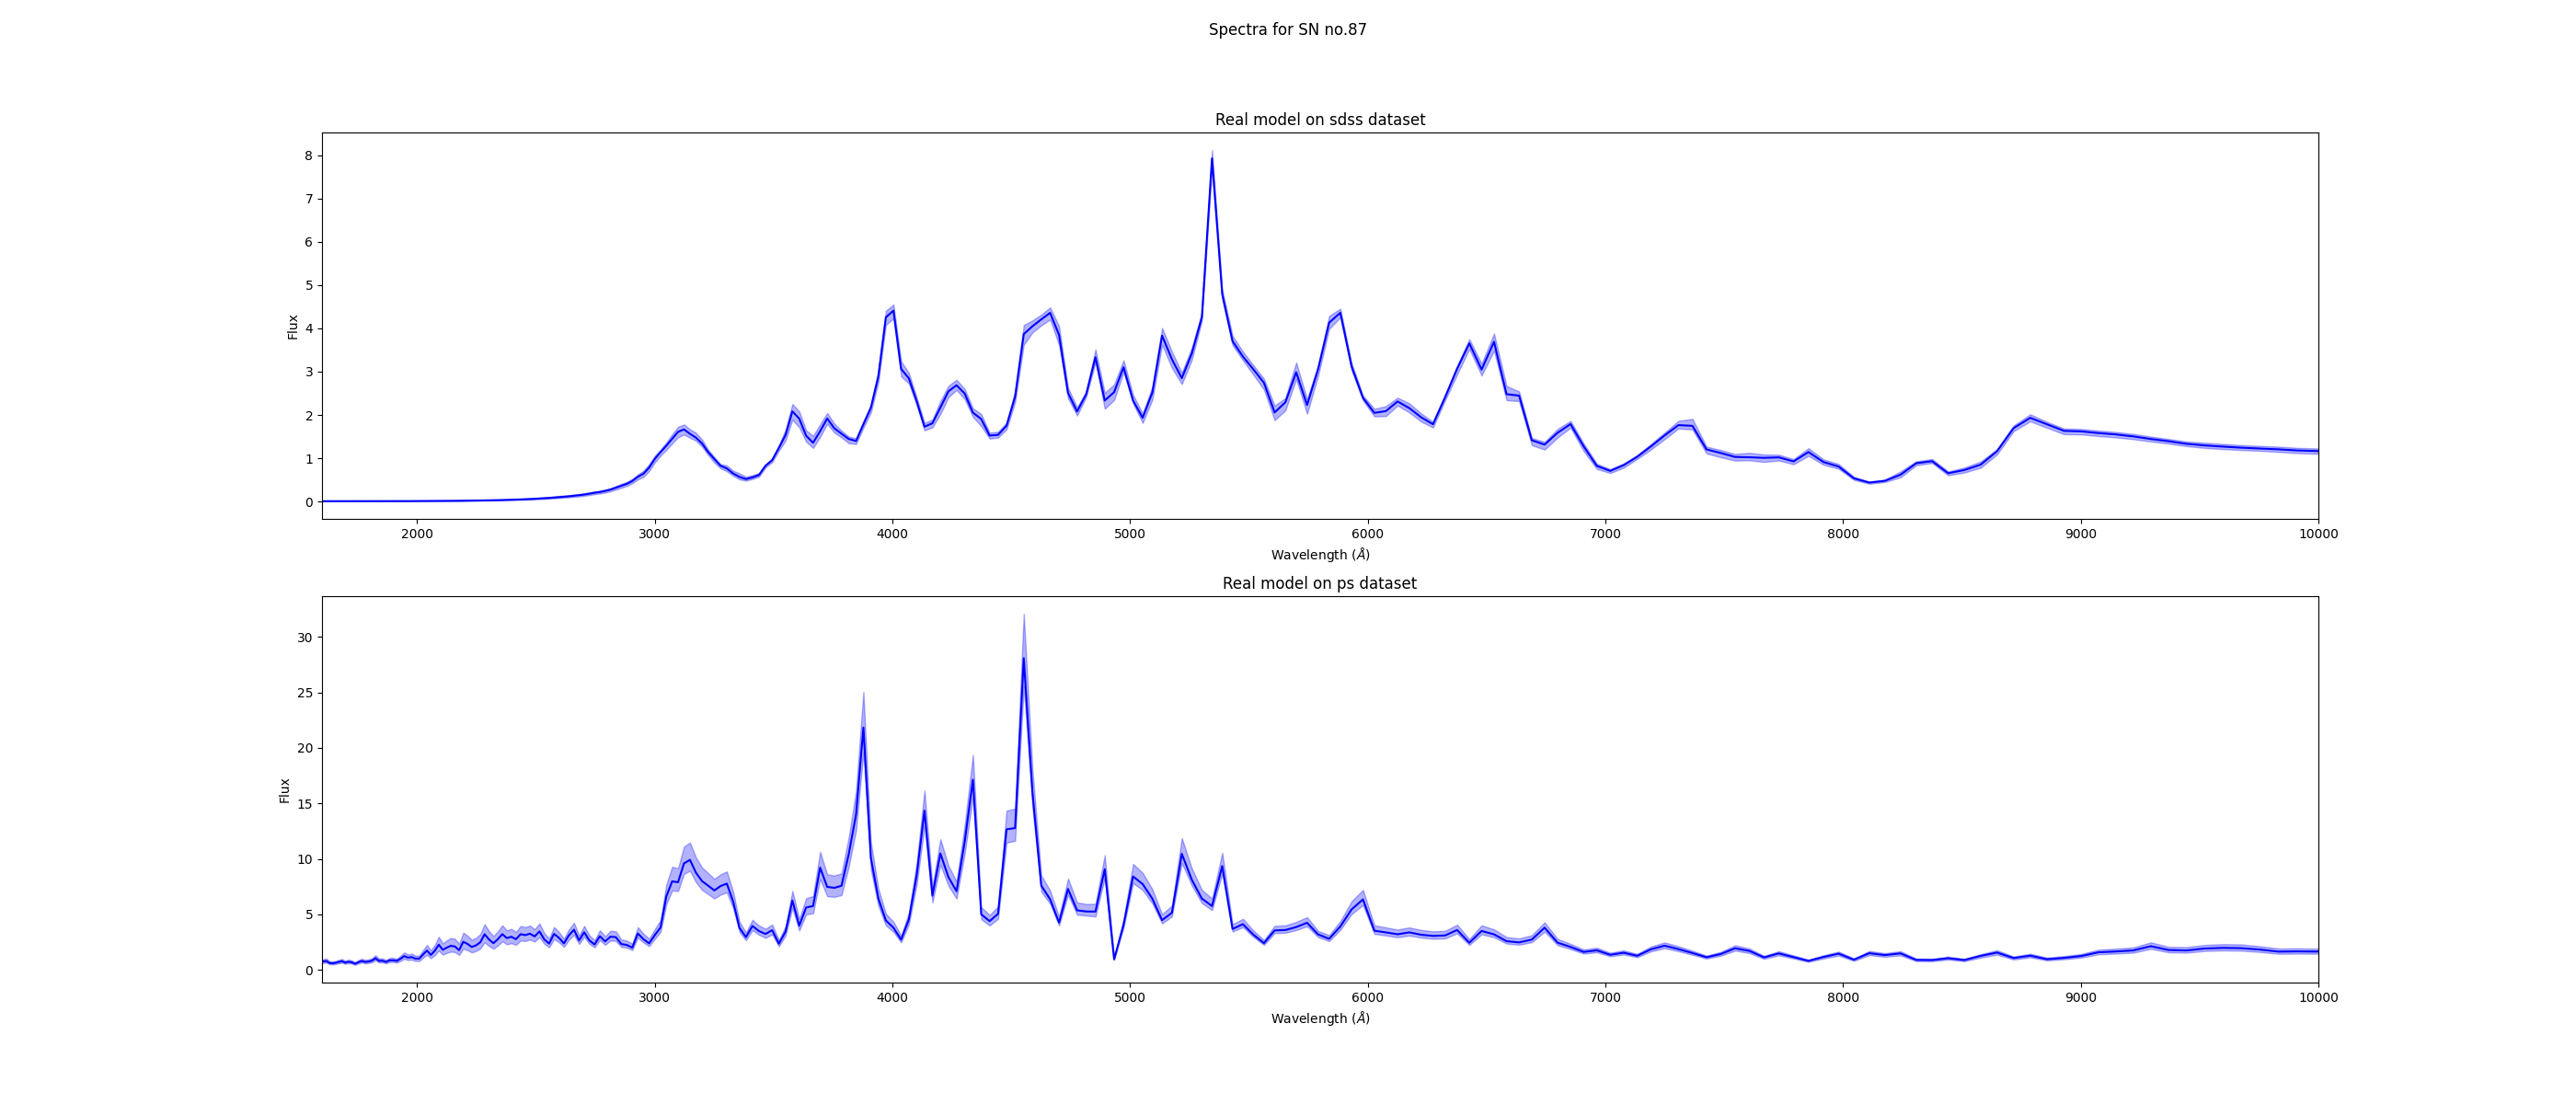 Spectra for SN no.87
Real model on sdss dataset
8
7
6
5
4
3
2
1
0
Flux
2000 3000 4000 5000 6000 7000 8000 9000 10000
Wavelength (Å)
Real model on ps dataset
30
25
20
15
10
5
0
Flux
2000 3000 4000 5000 6000 7000 8000 9000 10000
Wavelength (Å)